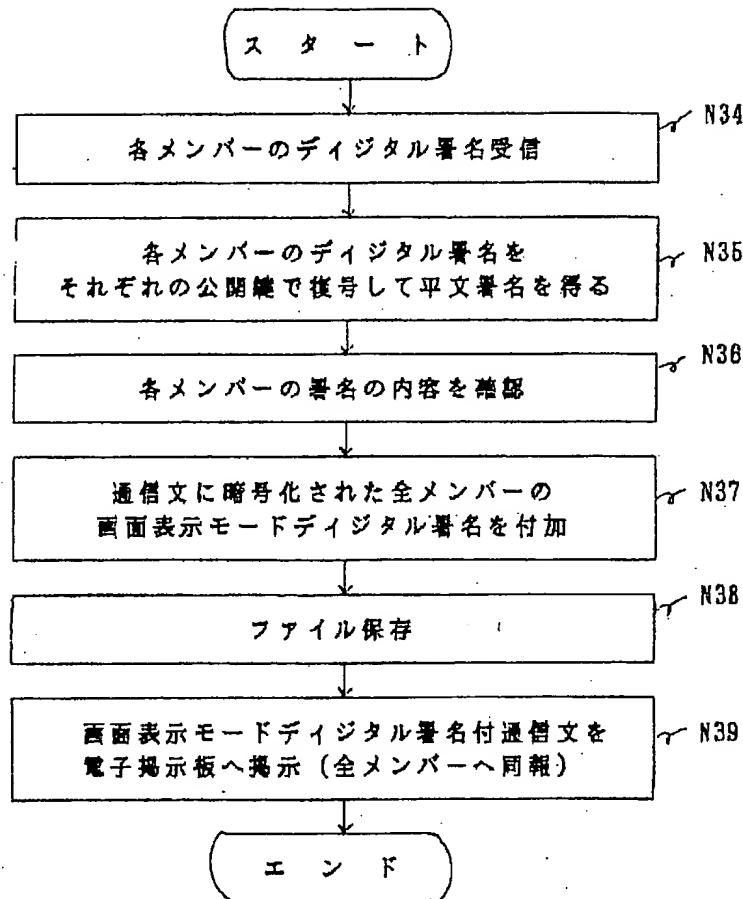 スタート
N34
各メンバーのディジタル署名受信
各メンバーのディジタル署名を
N35
それぞれの公開鍵で復号して平文署名を得る
N36
各メンバーの署名の内容を確認
通信文に暗号化された全メンバーの
N37
画面表示モードディジタル署名を付加
N38
ファイル保存
画面表示モードディジタル署名付通信文を
N39
電子掲示板へ掲示(全メンバーへ同報)
エンド